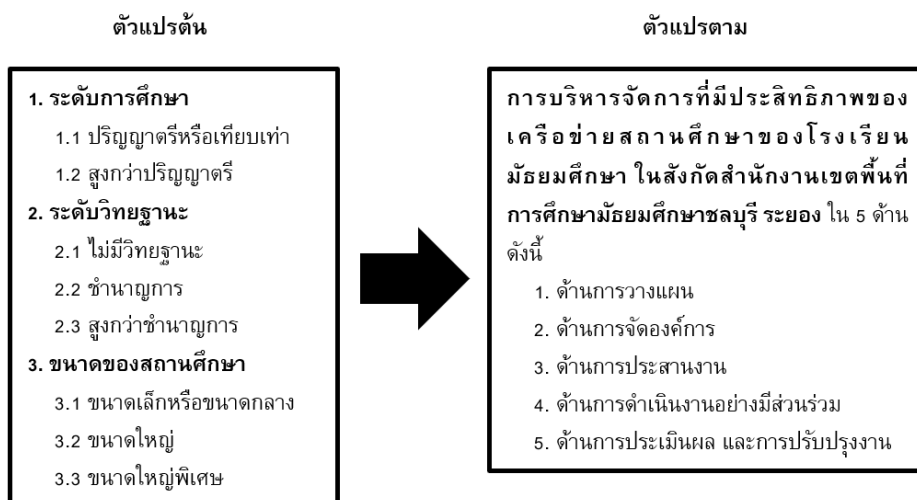 ตัวแปรต้น
1. ระดับการศึกษา
1.1 ปริญญาตรีหรือเทียบเท่า
1.2 สูงกว่าปริญญาตรี
2. ระดับวิทยฐานะ
2.1 ไม่มีวิทยฐานะ
2.2 ชำนาญการ
2.3 สูงกว่าชำนาญการ
3. ขนาดของสถานศึกษา
3.1 ขนาดเล็กหรือขนาดกลาง
3.2 ขนาดใหญ่
3.3 ขนาดใหญ่พิเศษ
ตัวแปรตาม
การบริหารจัดการที่มีประสิทธิภาพของ
เครือข่ายสถานศึกษาของโรงเรียน
มัธยมศึกษา ในสังกัดสำนักงานเขตพื้นที่
การศึกษามัธยมศึกษาชลบุรี ระยอง ใน 5 ด้าน
ดังนี้
1. ด้านการวางแผน
2. ด้านการจัดองค์การ
3. ด้านการประสานงาน
4. ด้านการดำเนินงานอย่างมีส่วนร่วม
5. ด้านการประเมินผล และการปรับปรุงงาน